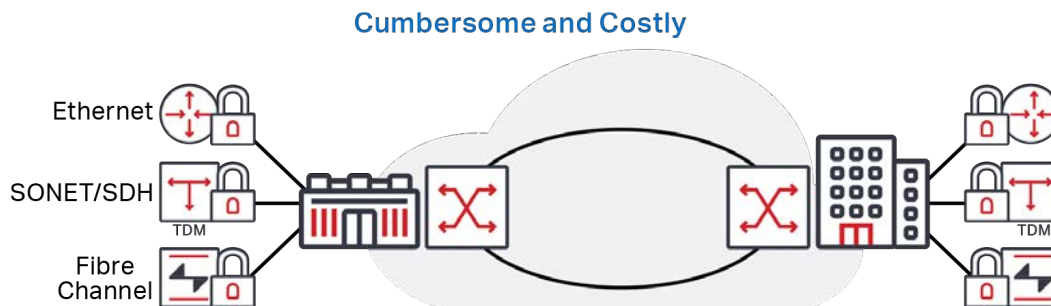 Cumbersome and Costly
Ethernet
SONET/SDH
TDM
TDM
Fibre
Channel